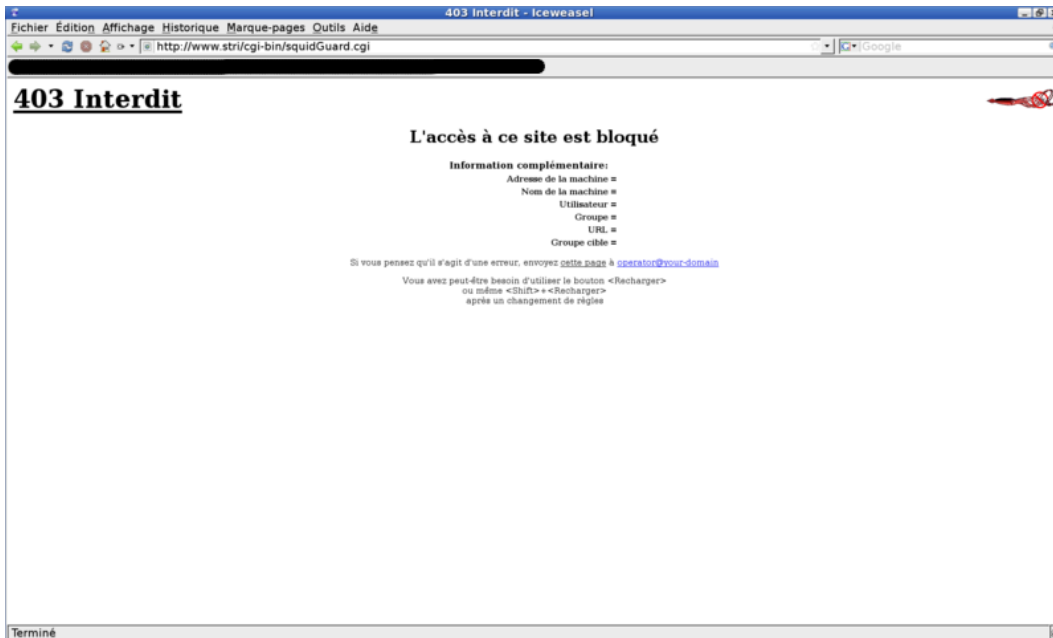 403 Interdit - Iceweasel
Fichier Édition Affichage Historique Marque-pages Outils Aide
http://www.stri/cgi-bin/squidGuard.cgi
Google
403 Interdit
L'accès à ce site est bloqué
Information complémentaire:
Adresse de la machine =
Nom de la machine =
Utilisateur =
Groupe =
URL =
Groupe cible =
Si vous pensez qu'il s'agit d'une erreur, envoyez cette page à operator@your-domain
Vous avez peut-être besoin d'utiliser le bouton <Recharger>
ou même <Shift>+<Recharger>
après un changement de règles
Terminé